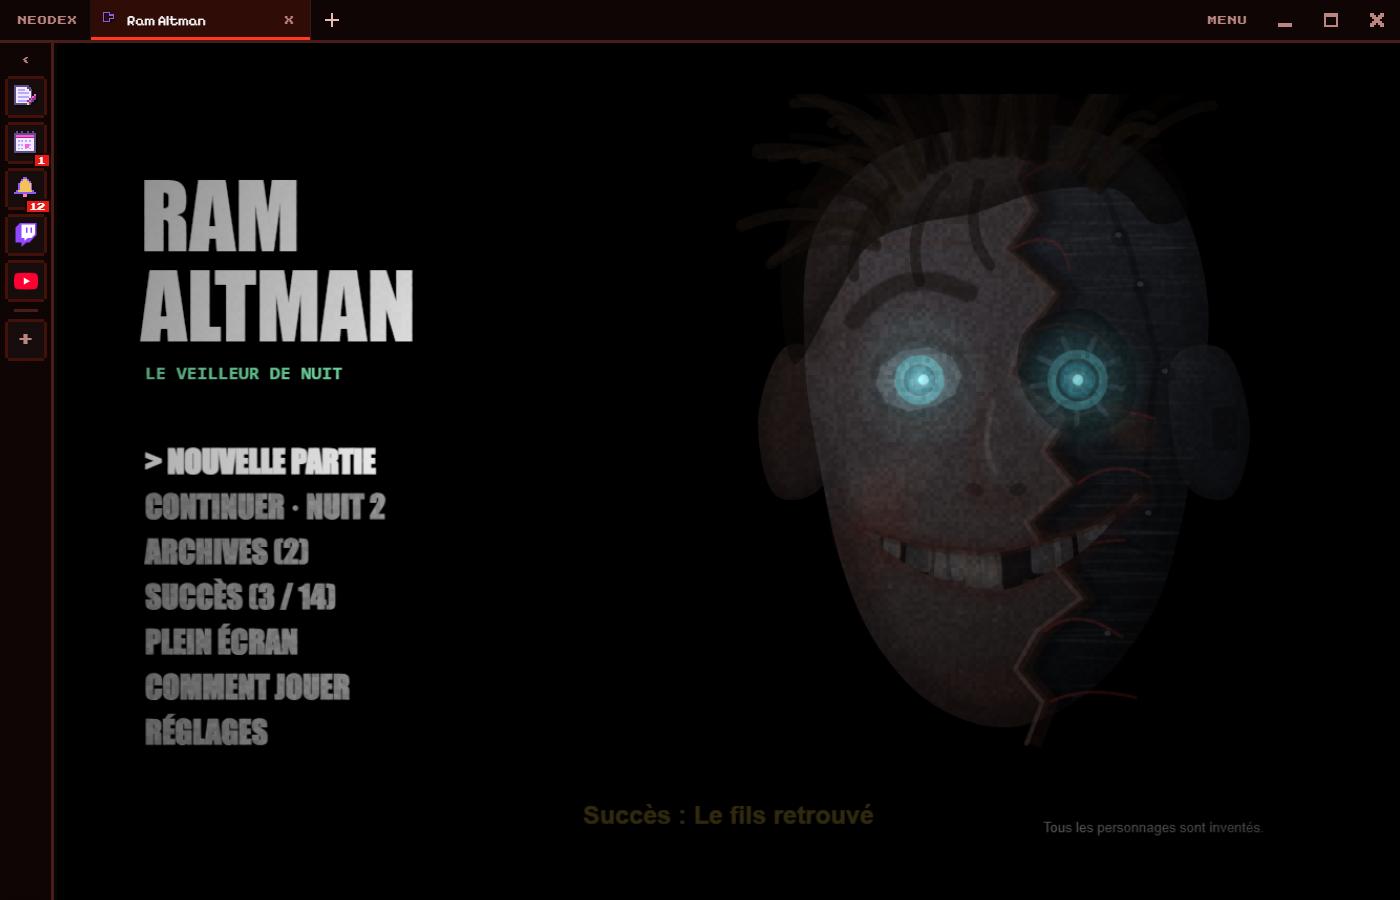 NEODEX
Ram Altman
MENU
1
12
RAM
ALTMAN
LE VEILLEUR DE NUIT
> NOUVELLE PARTIE
CONTINUER · NUIT 2
ARCHIVES (2)
SUCCÈS (3 / 14)
PLEIN ÉCRAN
COMMENT JOUER
RÉGLAGES
Succès : Le fils retrouvé
Tous les personnages sont inventés.